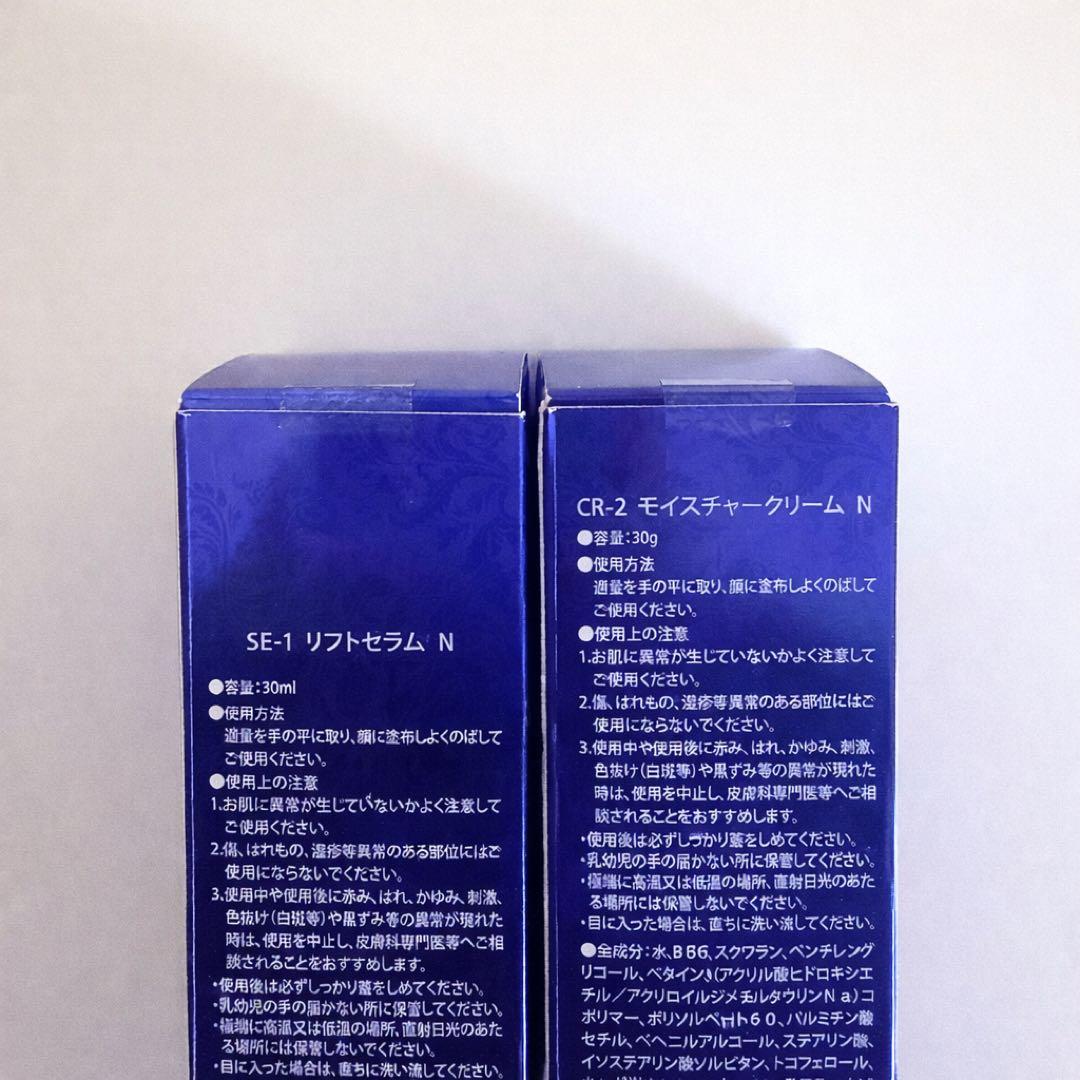 SE-1 リフトセラム N
●容量:30ml
●使用方法
適量を手の平に取り、顔に塗布しよくのばして
ご使用ください。
●使用上の注意
1.お肌に異常が生じていないかよく注意して
ご使用ください。
2.傷、はれもの、湿疹等異常のある部位にはご
使用にならないでください。
3.使用中や使用後に赤み、はれ、かゆみ、刺激、
色抜け(白斑等)や黒ずみ等の異常が現れた
時は、使用を中止し、皮膚科専門医等へご相
談されることをおすすめします。
・使用後は必ずしっかり蓋をしめてください。
・乳幼児の手の届かない所に保管してください。
・極端に高温又は低温の場所、直射日光のあた
る場所には保管しないでください。
・目に入った場合は、直ちに洗い流してください。
CR-2 モイスチャークリーム N
●容量:30g
●使用方法
適量を手の平に取り、顔に塗布しよくのばして
ご使用ください。
●使用上の注意
1.お肌に異常が生じていないかよく注意して
ご使用ください。
2.傷、はれもの、湿疹等異常のある部位にはご
使用にならないでください。
3.使用中や使用後に赤み、はれ、かゆみ、刺激、
色抜け(白斑等)や黒ずみ等の異常が現れた
時は、使用を中止し、皮膚科専門医等へご相
談されることをおすすめします。
・使用後は必ずしっかり蓋をしめてください。
・乳幼児の手の届かない所に保管してください。
・極端に高温又は低温の場所、直射日光のあた
る場所には保管しないでください。
・目に入った場合は、直ちに洗い流してください。
●全成分:水、BG、スクワラン、ペンチレング
リコール、ベタイン、(アクリル酸ヒドロキシエ
チル/アクリロイルジメチルタウリンNa)コ
ポリマー、ポリソルベート60、パルミチン酸
セチル、ベヘニルアルコール、ステアリン酸、
イソステアリン酸ソルビタン、トコフェロール、